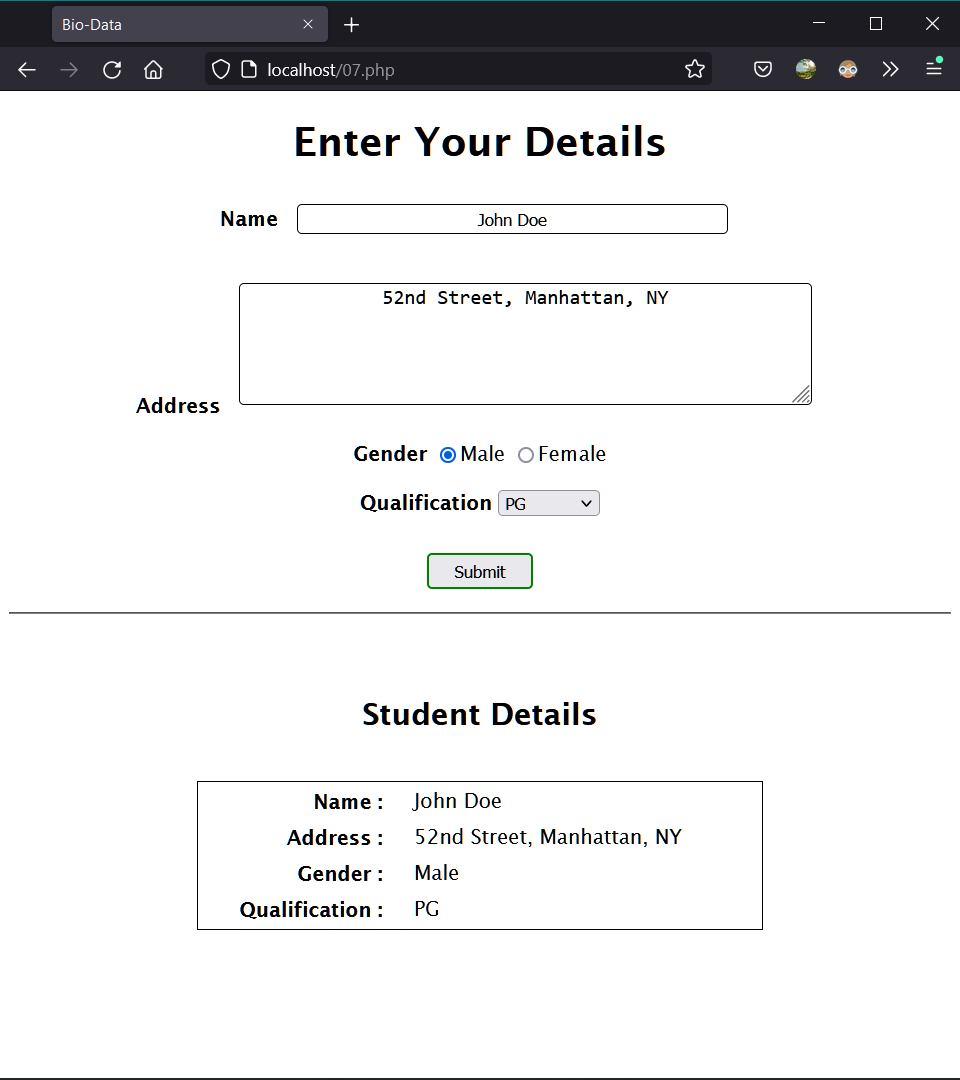 Bio-Data
localhost/07.php
Enter Your Details
Name John Doe
52nd Street, Manhattan, NY
Address
Gender Male Female
Qualification PG
Submit
Student Details
Name : John Doe
Address : 52nd Street, Manhattan, NY
Gender : Male
Qualification : PG